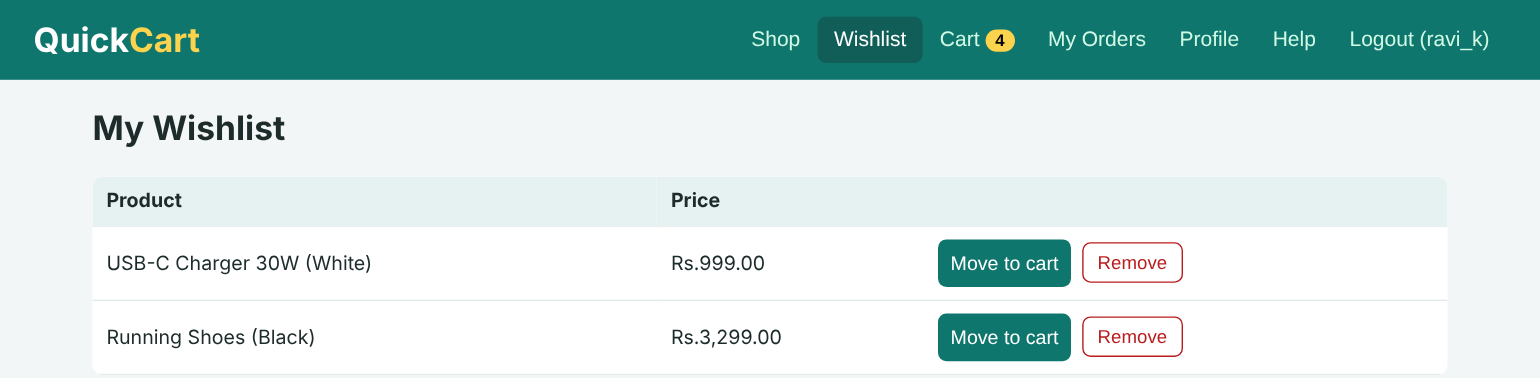 QuickCart Shop Wishlist Cart 4 My Orders Profile Help Logout (ravi_k)
My Wishlist
Product Price
USB-C Charger 30W (White) Rs.999.00 Move to cart Remove
Running Shoes (Black) Rs.3,299.00 Move to cart Remove